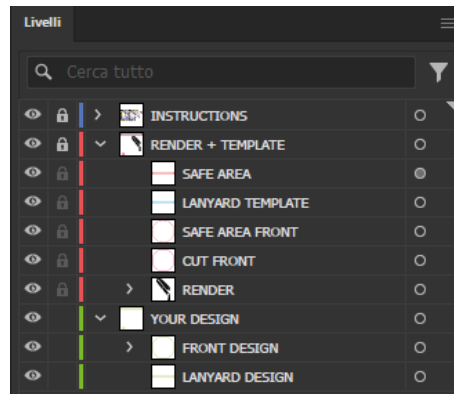 Livelli
Cerca tutto
INSTRUCTIONS
RENDER + TEMPLATE
SAFE AREA
LANYARD TEMPLATE
SAFE AREA FRONT
CUT FRONT
RENDER
YOUR DESIGN
FRONT DESIGN
LANYARD DESIGN